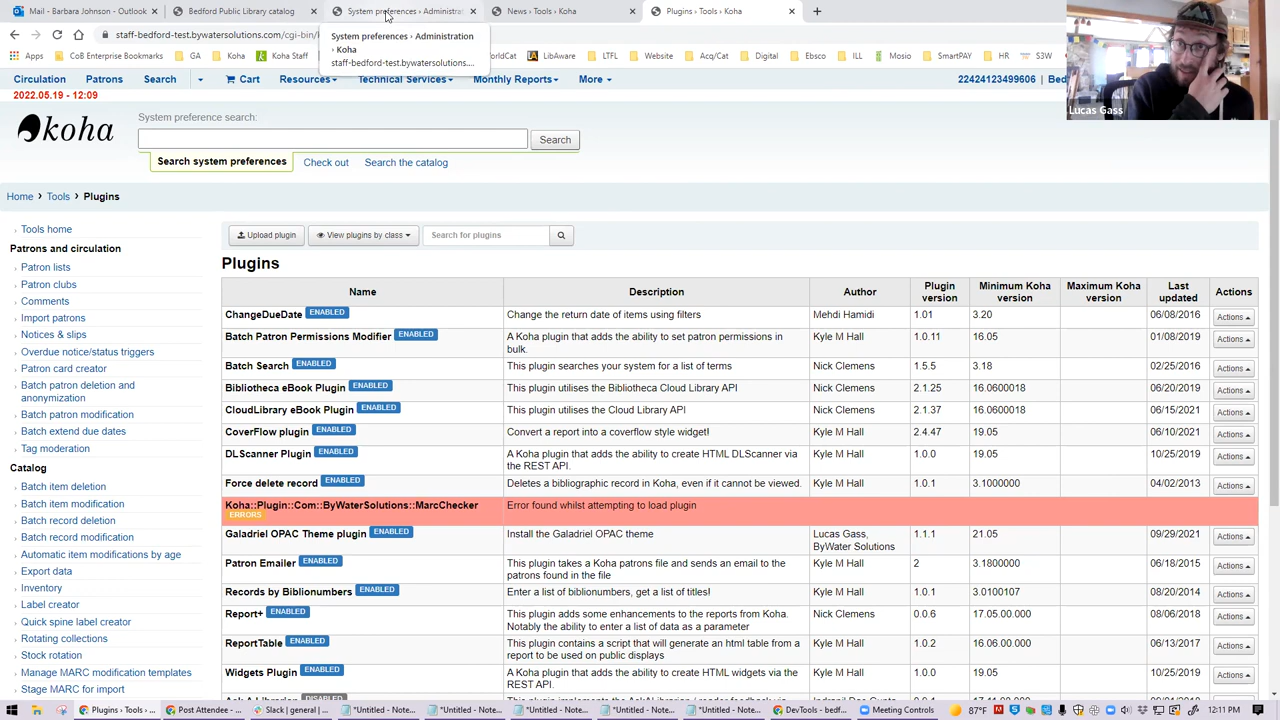 Mail - Barbara Johnson - Outlook
Bedford Public Library catalog
System preferences › Administrat
News › Tools › Koha
Plugins › Tools › Koha
System preferences › Administration
› Koha
staff-bedford-test.bywatersolutions....
staff-bedford-test.bywatersolutions.com/cgi-bin/k
Apps
CoB Employee Bookmarks
GA
Koha
Koha Staff
WorldCat
LibAware
LTFL
Website
Acq/Cat
Digital
Ebsco
ILL
Mosio
SmartPAY
HR
S3W
Circulation
Patrons
Search
Cart
Resources
Technical Services
Monthly Reports
More
22424123499606 | Bed
2022.05.19 - 12:09
Lucas Gass
koha
System preference search:
Search
Search system preferences
Check out
Search the catalog
Home › Tools › Plugins
Tools home
Patrons and circulation
Patron lists
Patron clubs
Comments
Import patrons
Notices & slips
Overdue notice/status triggers
Patron card creator
Batch patron deletion and
anonymization
Batch patron modification
Batch extend due dates
Tag moderation
Catalog
Batch item deletion
Batch item modification
Batch record deletion
Batch record modification
Automatic item modifications by age
Export data
Inventory
Label creator
Quick spine label creator
Rotating collections
Stock rotation
Manage MARC modification templates
Stage MARC for import
Upload plugin
View plugins by class
Search for plugins
Plugins
Name Description Author Plugin version Minimum Koha version Maximum Koha version Last updated Actions
ChangeDueDate ENABLED Change the return date of items using filters Mehdi Hamidi 1.01 3.20 06/08/2016 Actions
Batch Patron Permissions Modifier ENABLED A Koha plugin that adds the ability to set patron permissions in Kyle M Hall 1.0.11 16.05 01/08/2019 Actions
bulk.
Batch Search ENABLED This plugin searches your system for a list of terms Nick Clemens 1.5.5 3.18 02/25/2016 Actions
Bibliotheca eBook Plugin ENABLED This plugin utilises the Bibliotheca Cloud Library API Nick Clemens 2.1.25 16.0600018 06/20/2019 Actions
CloudLibrary eBook Plugin ENABLED This plugin utilises the Cloud Library API Nick Clemens 2.1.37 16.0600018 06/15/2021 Actions
CoverFlow plugin ENABLED Convert a report into a coverflow style widget! Kyle M Hall 2.4.47 19.05 06/10/2021 Actions
DLScanner Plugin ENABLED A Koha plugin that adds the ability to create HTML DLScanner via Kyle M Hall 1.0.0 19.05 10/25/2019 Actions
the REST API.
Force delete record ENABLED Deletes a bibliographic record in Koha, even if it cannot be viewed. Kyle M Hall 1.0.1 3.1000000 04/02/2013 Actions
Koha::Plugin::Com::ByWaterSolutions::MarcChecker Error found whilst attempting to load plugin
ERRORS
Galadriel OPAC Theme plugin ENABLED Install the Galadriel OPAC theme Lucas Gass, 1.1.1 21.05 09/29/2021 Actions
ByWater Solutions
Patron Emailer ENABLED This plugin takes a Koha patrons file and sends an email to the Kyle M Hall 2 3.1800000 06/18/2015 Actions
patrons found in the file
Records by Biblionumbers ENABLED Enter a list of biblionumbers, get a list of titles! Kyle M Hall 1.0.1 3.0100107 08/20/2014 Actions
Report+ ENABLED This plugin adds some enhancements to the reports from Koha. Nick Clemens 0.0.6 17.05.00.000 08/06/2018 Actions
Notably the ability to enter a list of data as a parameter
ReportTable ENABLED This plugin contains a script that will generate an html table from a Kyle M Hall 1.0.2 16.06.00.000 06/13/2017 Actions
report to be used on public displays
Widgets Plugin ENABLED A Koha plugin that adds the ability to create HTML widgets via the Kyle M Hall 1.0.0 19.05 10/25/2019 Actions
REST API.
Plugins › Tools › ...
Post Attendee - ...
Slack | general | ...
*Untitled - Note...
*Untitled - Note...
*Untitled - Note...
*Untitled - Note...
*Untitled - Note...
DevTools - bedf...
Meeting Controls
87°F
12:11 PM